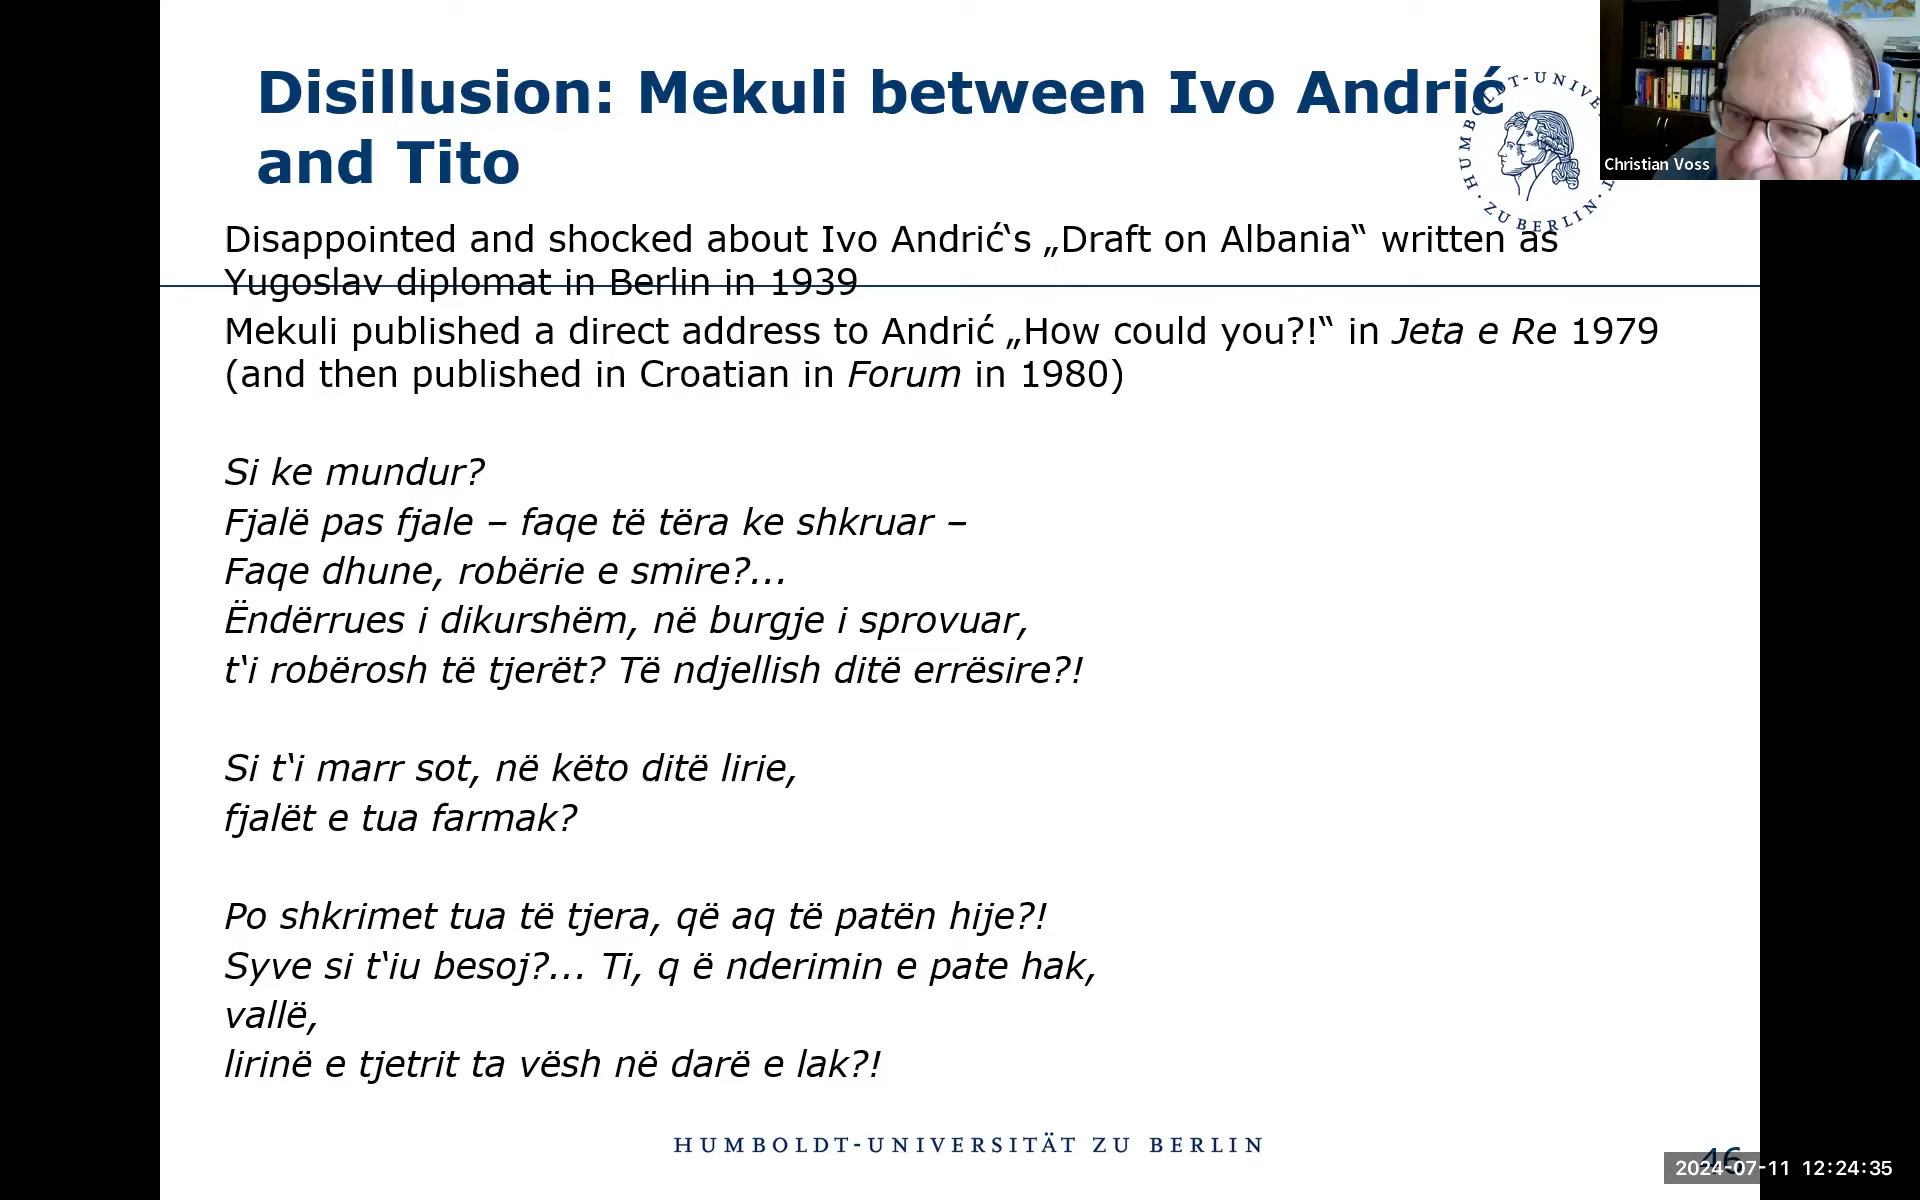 Disillusion: Mekuli between Ivo Andrić
and Tito
HUMBOLDT-UNIVE
T · ZU BERLIN ·
Christian Voss
Disappointed and shocked about Ivo Andrić‘s „Draft on Albania“ written as
Yugoslav diplomat in Berlin in 1939
Mekuli published a direct address to Andrić „How could you?!“ in Jeta e Re 1979
(and then published in Croatian in Forum in 1980)
Si ke mundur?
Fjalë pas fjale – faqe të tëra ke shkruar –
Faqe dhune, robërie e smire?...
Ëndërrues i dikurshëm, në burgje i sprovuar,
t‘i robërosh të tjerët? Të ndjellish ditë errësire?!
Si t‘i marr sot, në këto ditë lirie,
fjalët e tua farmak?
Po shkrimet tua të tjera, që aq të patën hije?!
Syve si t‘iu besoj?... Ti, q ë nderimin e pate hak,
vallë,
lirinë e tjetrit ta vësh në darë e lak?!
HUMBOLDT-UNIVERSITÄT ZU BERLIN
46
2024-07-11 12:24:35